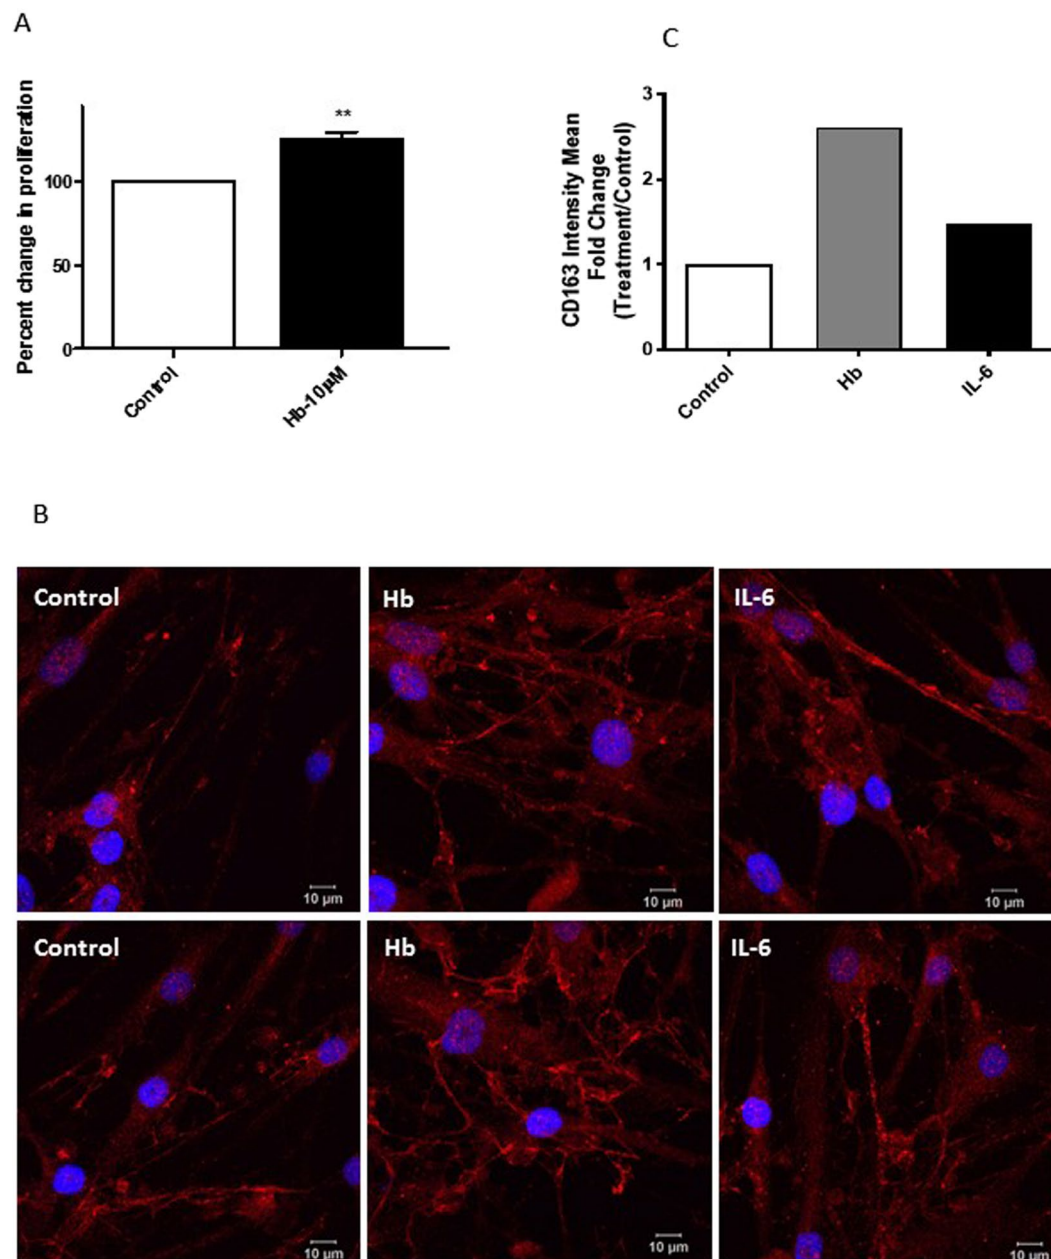 A
Percent change in proliferation
100
50
0
**
Control
Hb-10µM
C
CD163 Intensity Mean
Fold Change
(Treatment/Control)
3
2
1
0
Control
Hb
IL-6
B
Control
10 µm
Hb
10 µm
IL-6
10 µm
Control
10 µm
Hb
10 µm
IL-6
10 µm